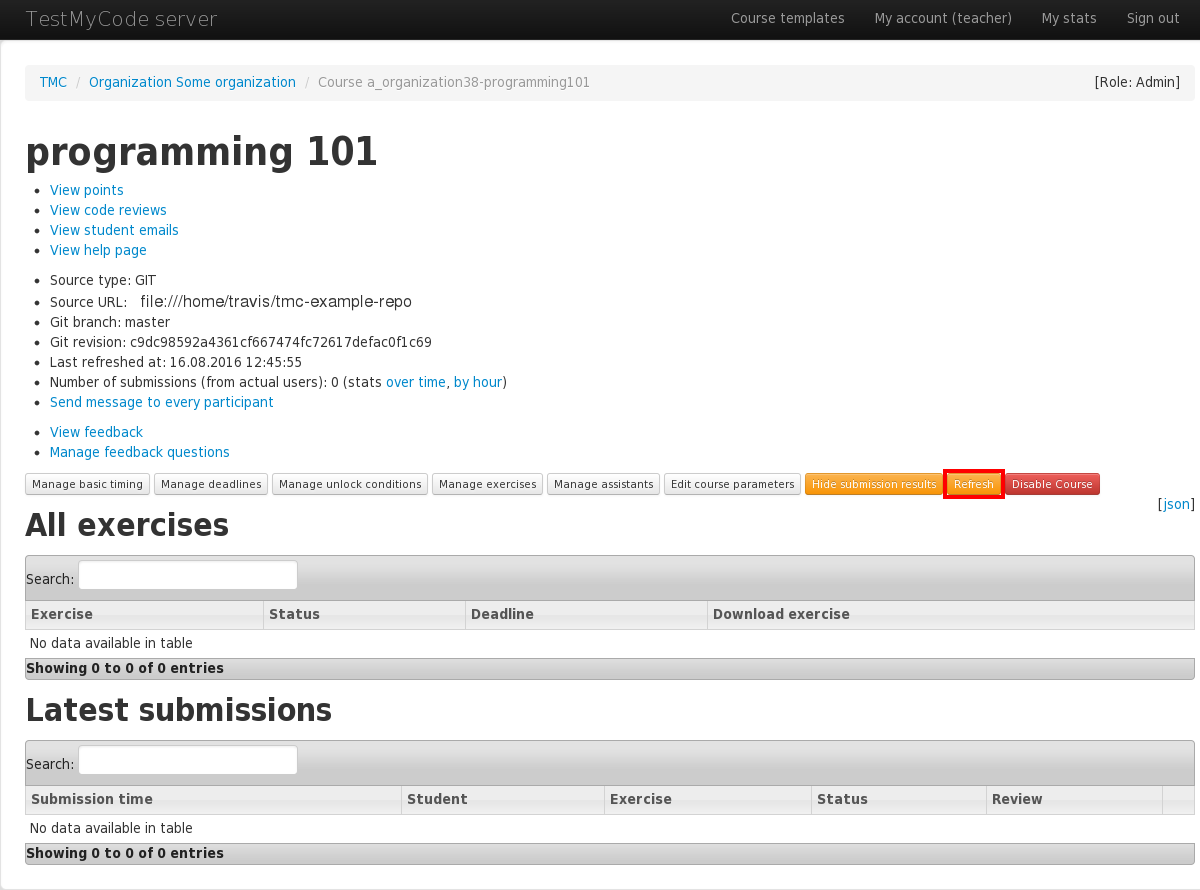 TestMyCode server Course templates My account (teacher) My stats Sign out
TMC / Organization Some organization / Course a_organization38-programming101 [Role: Admin]
programming 101
View points
View code reviews
View student emails
View help page
Source type: GIT
Source URL: file:///home/travis/tmc-example-repo
Git branch: master
Git revision: c9dc98592a4361cf667474fc72617defac0f1c69
Last refreshed at: 16.08.2016 12:45:55
Number of submissions (from actual users): 0 (stats over time, by hour)
Send message to every participant
View feedback
Manage feedback questions
Manage basic timing Manage deadlines Manage unlock conditions Manage exercises Manage assistants Edit course parameters Hide submission results Refresh Disable Course
[json]
All exercises
Search:
Exercise Status Deadline Download exercise
No data available in table
Showing 0 to 0 of 0 entries
Latest submissions
Search:
Submission time Student Exercise Status Review
No data available in table
Showing 0 to 0 of 0 entries